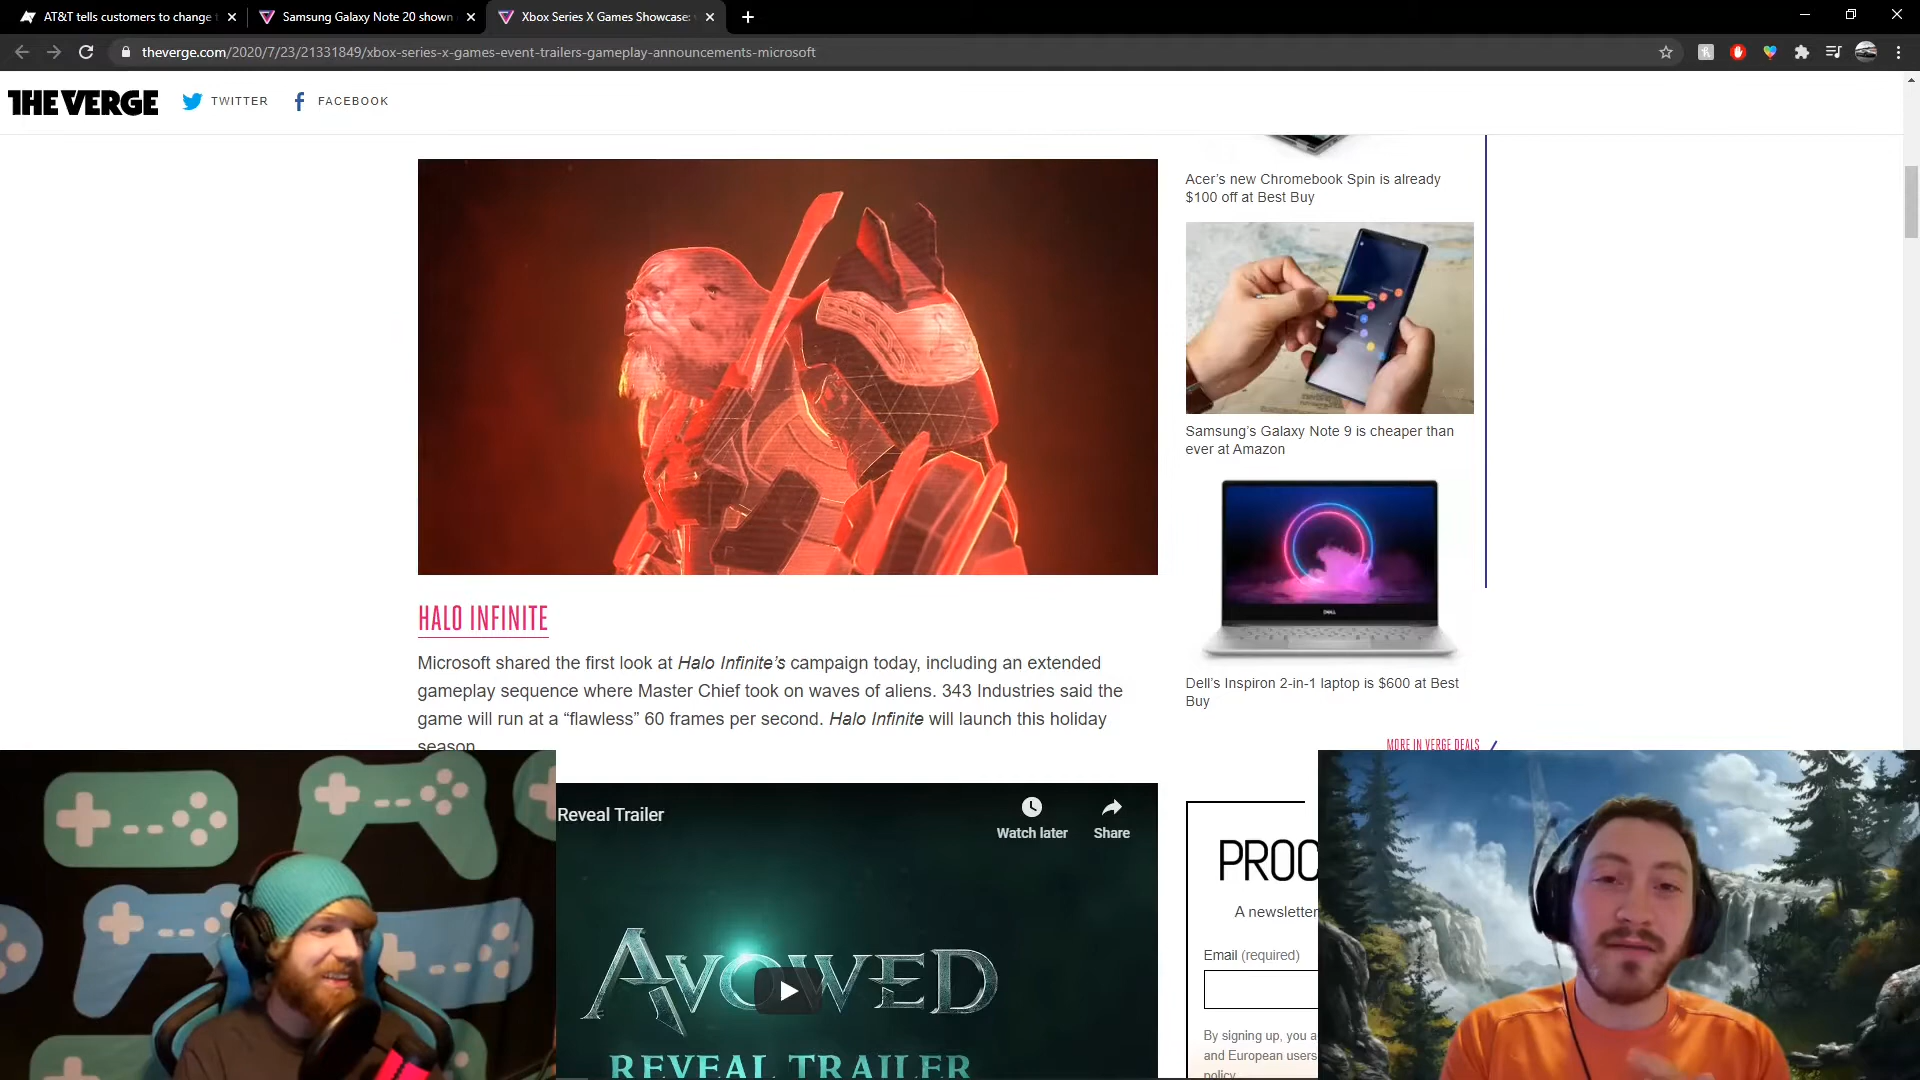 AT&T tells customers to change
Samsung Galaxy Note 20 shown
Xbox Series X Games Showcase:
theverge.com/2020/7/23/21331849/xbox-series-x-games-event-trailers-gameplay-announcements-microsoft
THE VERGE
TWITTER
FACEBOOK
Acer’s new Chromebook Spin is already
$100 off at Best Buy
Samsung’s Galaxy Note 9 is cheaper than
ever at Amazon
DELL
Dell’s Inspiron 2-in-1 laptop is $600 at Best
Buy
MORE IN VERGE DEALS
HALO INFINITE
Microsoft shared the first look at Halo Infinite’s campaign today, including an extended
gameplay sequence where Master Chief took on waves of aliens. 343 Industries said the
game will run at a “flawless” 60 frames per second. Halo Infinite will launch this holiday
season.
Reveal Trailer
Watch later
Share
AVOWED
REVEAL TRAILER
PROC
A newsletter
Email (required)
By signing up, you a
and European users
policy